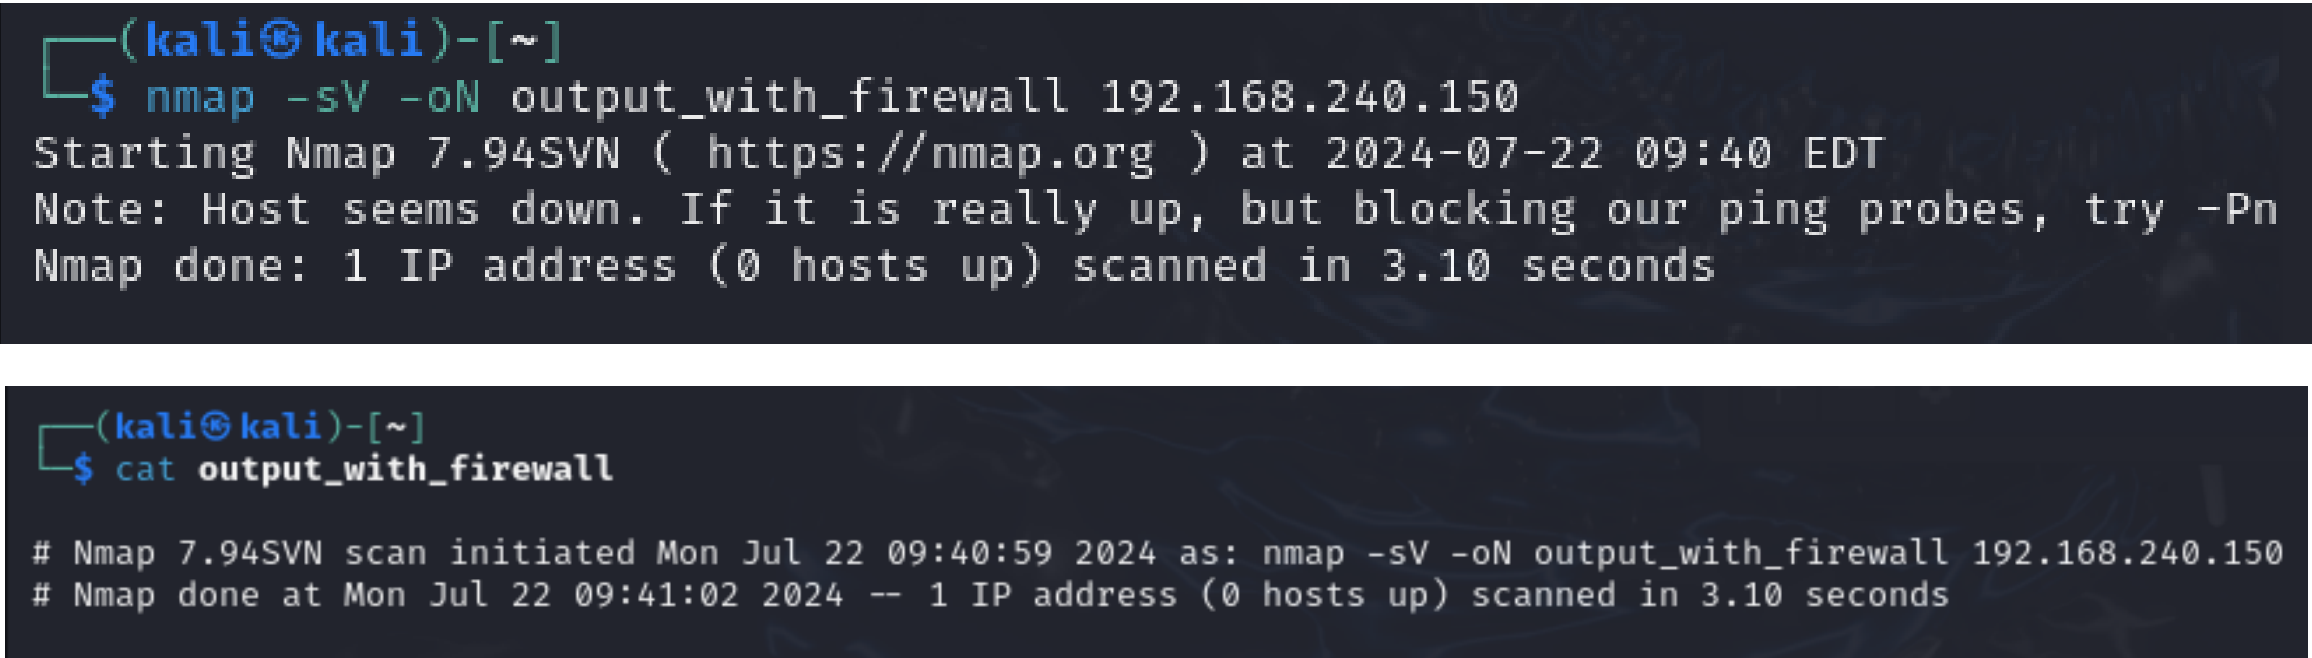 ┌──(kali㉿kali)-[~]
└─$ nmap -sV -oN output_with_firewall 192.168.240.150
Starting Nmap 7.94SVN ( https://nmap.org ) at 2024-07-22 09:40 EDT
Note: Host seems down. If it is really up, but blocking our ping probes, try -Pn
Nmap done: 1 IP address (0 hosts up) scanned in 3.10 seconds
┌──(kali㉿kali)-[~]
└─$ cat output_with_firewall
# Nmap 7.94SVN scan initiated Mon Jul 22 09:40:59 2024 as: nmap -sV -oN output_with_firewall 192.168.240.150
# Nmap done at Mon Jul 22 09:41:02 2024 -- 1 IP address (0 hosts up) scanned in 3.10 seconds